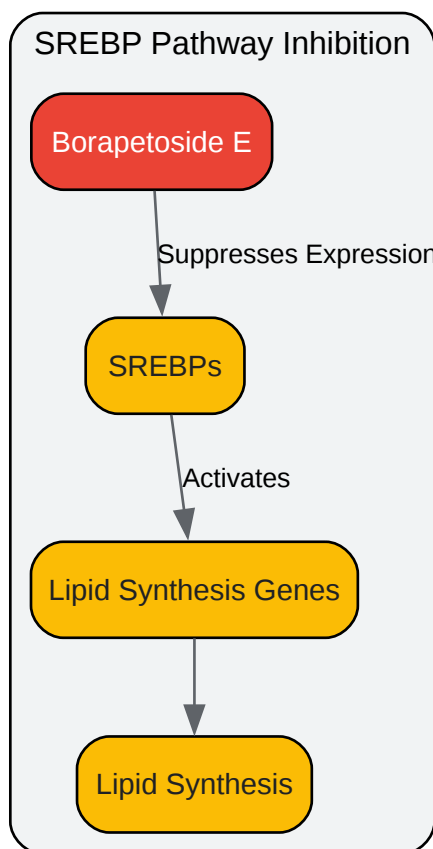 SREBP Pathway Inhibition
Borapetoside E
Suppresses Expression
SREBPs
Activates
Lipid Synthesis Genes
Lipid Synthesis